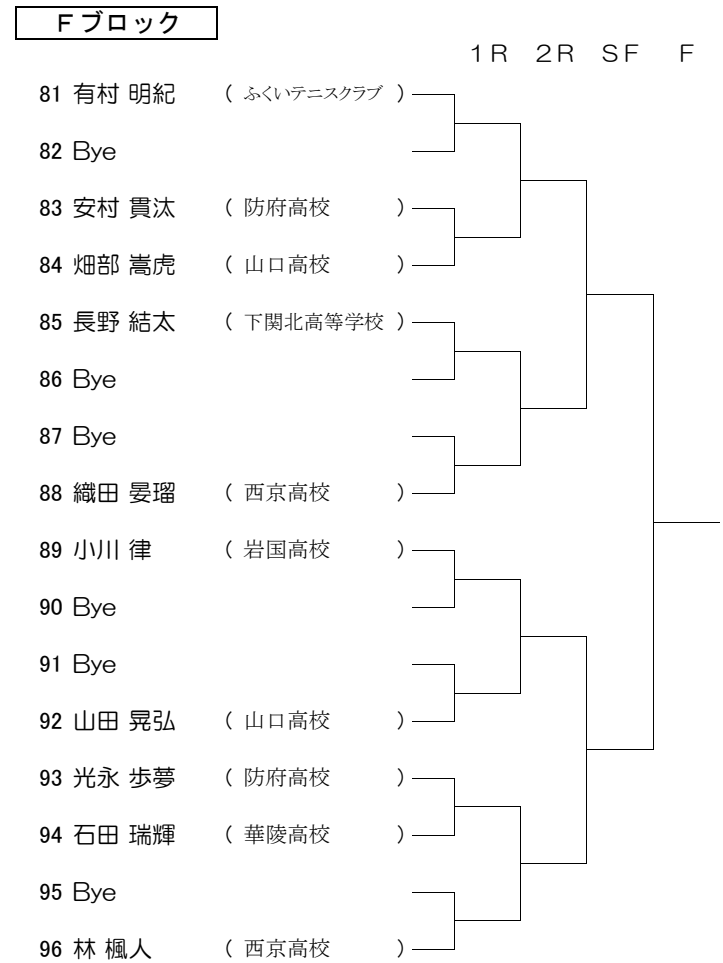 Ｆブロック
１Ｒ ２Ｒ ＳＦ Ｆ
81 有村 明紀 ( ふくいテニスクラブ )
82 Bye
83 安村 貫汰 ( 防府高校 )
84 畑部 嵩虎 ( 山口高校 )
85 長野 結太 ( 下関北高等学校 )
86 Bye
87 Bye
88 織田 晏瑠 ( 西京高校 )
89 小川 律 ( 岩国高校 )
90 Bye
91 Bye
92 山田 晃弘 ( 山口高校 )
93 光永 歩夢 ( 防府高校 )
94 石田 瑞輝 ( 華陵高校 )
95 Bye
96 林 楓人 ( 西京高校 )